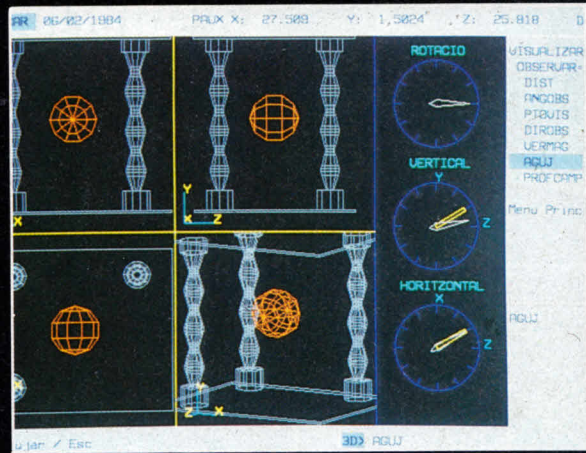 AR 06/02/1984 PAUX X: 27.509 Y: 1,5024 Z: 25.818 D
VISUALIZAR
OBSERVAR
DIST
ANGOBS
PTOVIS
DIROBS
VERMAG
AGUJ
PROFCAMP
Menu Princ
AGUJ
ROTACIO
VERTICAL
Y
Z
HORITZONTAL
X
Z
X
Y
X Z
X
Y
Z X
ujar / Esc 3D> AGUJ